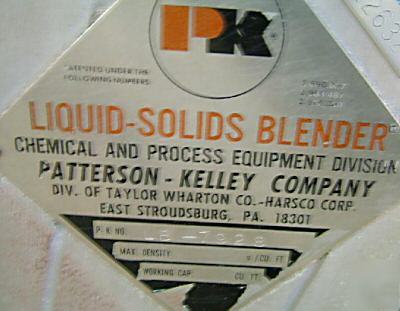 PK
PATENTED UNDER THE
FOLLOWING NUMBERS:
LIQUID-SOLIDS BLENDER
CHEMICAL AND PROCESS EQUIPMENT DIVISION
PATTERSON - KELLEY COMPANY
DIV. OF TAYLOR WHARTON CO.-HARSCO CORP.
EAST STROUDSBURG, PA. 18301
P. K NO.
MAX. DENSITY #/CU. FT.
WORKING CAP. CU. FT.